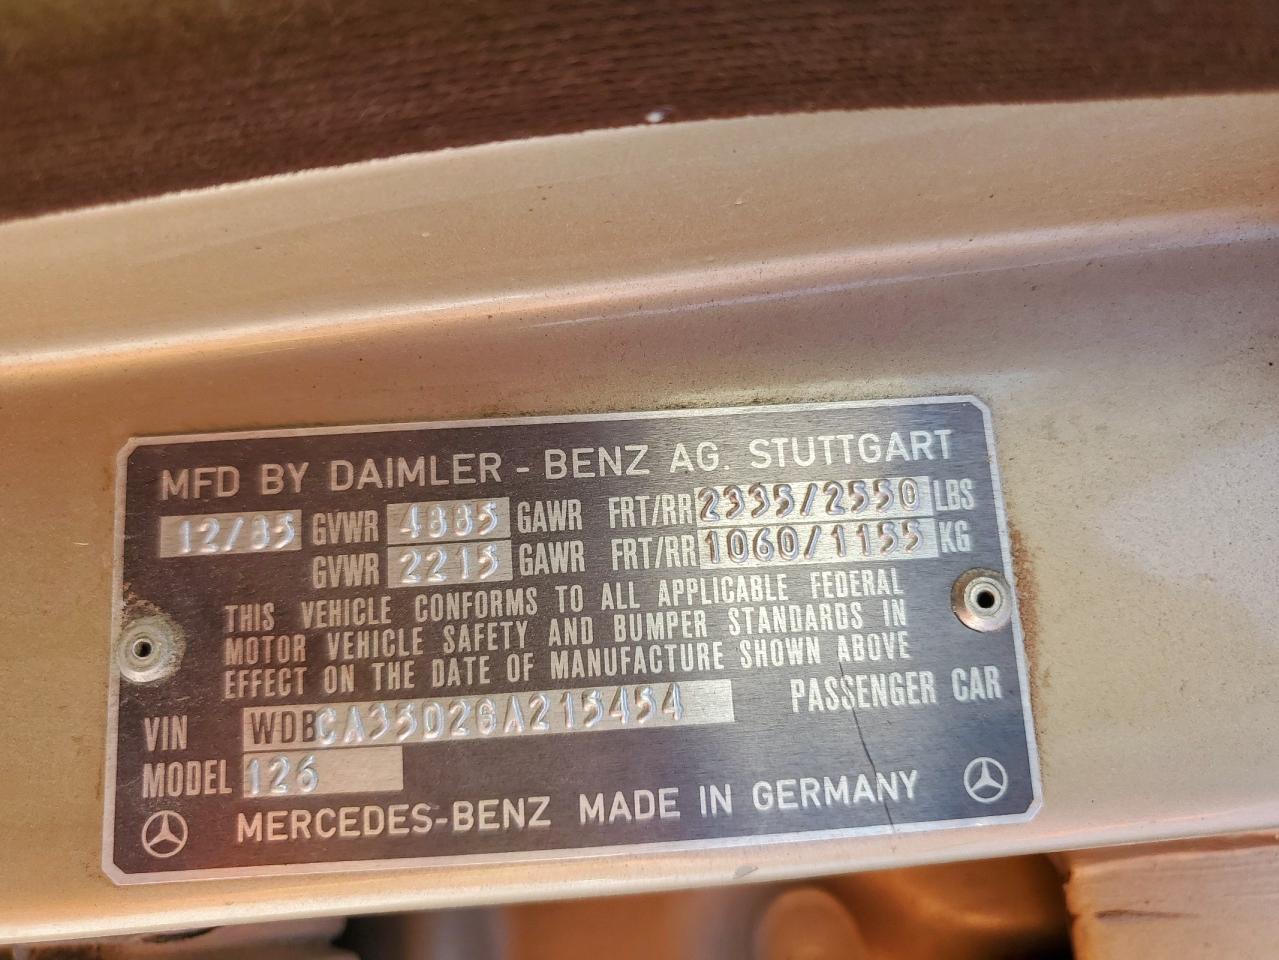 MFD BY DAIMLER - BENZ AG. STUTTGART
12/85 GVWR 4885 GAWR FRT/RR 2335/2550 LBS
GVWR 2215 GAWR FRT/RR 1060/1155 KG
THIS VEHICLE CONFORMS TO ALL APPLICABLE FEDERAL
MOTOR VEHICLE SAFETY AND BUMPER STANDARDS IN
EFFECT ON THE DATE OF MANUFACTURE SHOWN ABOVE
VIN WDBCA35D2GA215454 PASSENGER CAR
MODEL 126
MERCEDES-BENZ MADE IN GERMANY